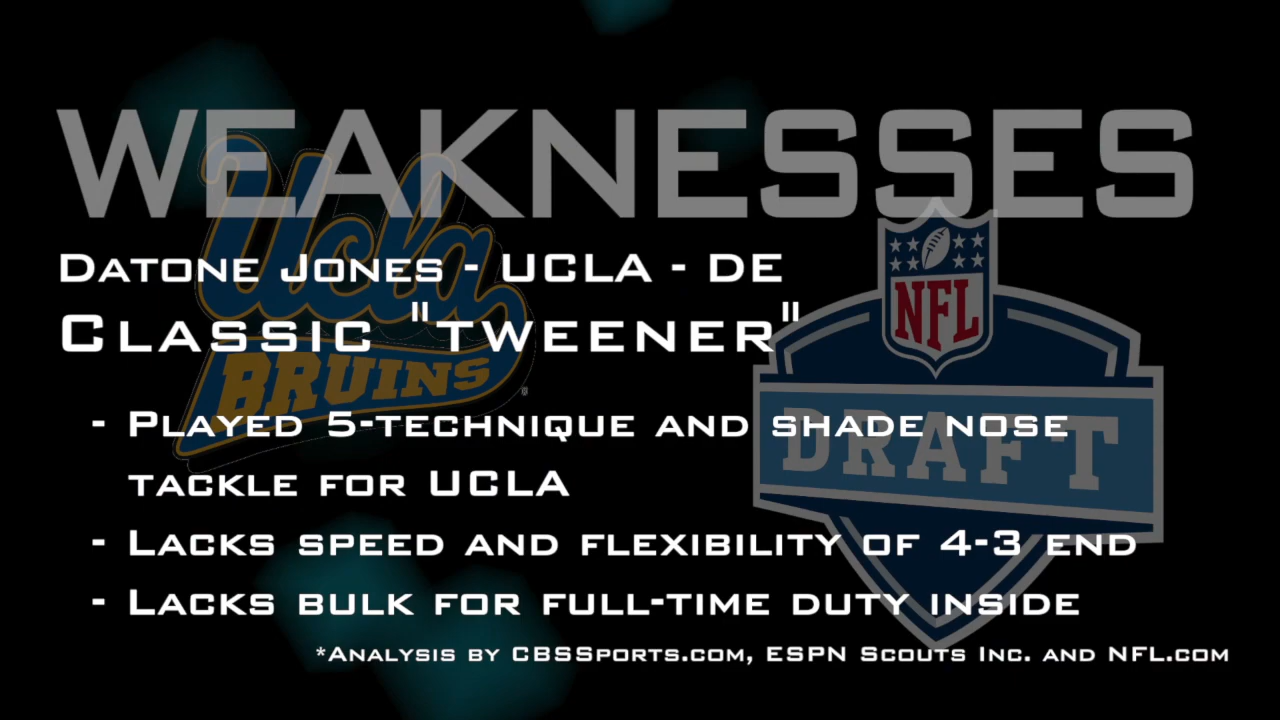 WEAKNESSES
Ucla
BRUINS
NFL
DRAFT
DATONE JONES - UCLA - DE
CLASSIC "TWEENER"
- PLAYED 5-TECHNIQUE AND SHADE NOSE
TACKLE FOR UCLA
- LACKS SPEED AND FLEXIBILITY OF 4-3 END
- LACKS BULK FOR FULL-TIME DUTY INSIDE
*ANALYSIS BY CBSSPORTS.COM, ESPN SCOUTS INC. AND NFL.COM